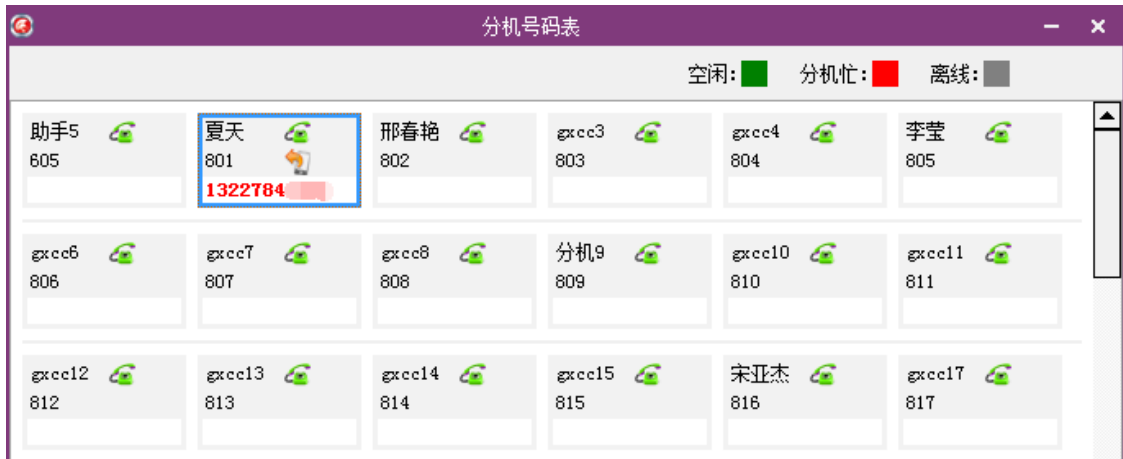 分机号码表
空闲: 分机忙: 离线:
助手5 夏天 邢春艳 gxcc3 gxcc4 李莹
605 801 802 803 804 805
1322784
gxcc6 gxcc7 gxcc8 分机9 gxcc10 gxcc11
806 807 808 809 810 811
gxcc12 gxcc13 gxcc14 gxcc15 宋亚杰 gxcc17
812 813 814 815 816 817